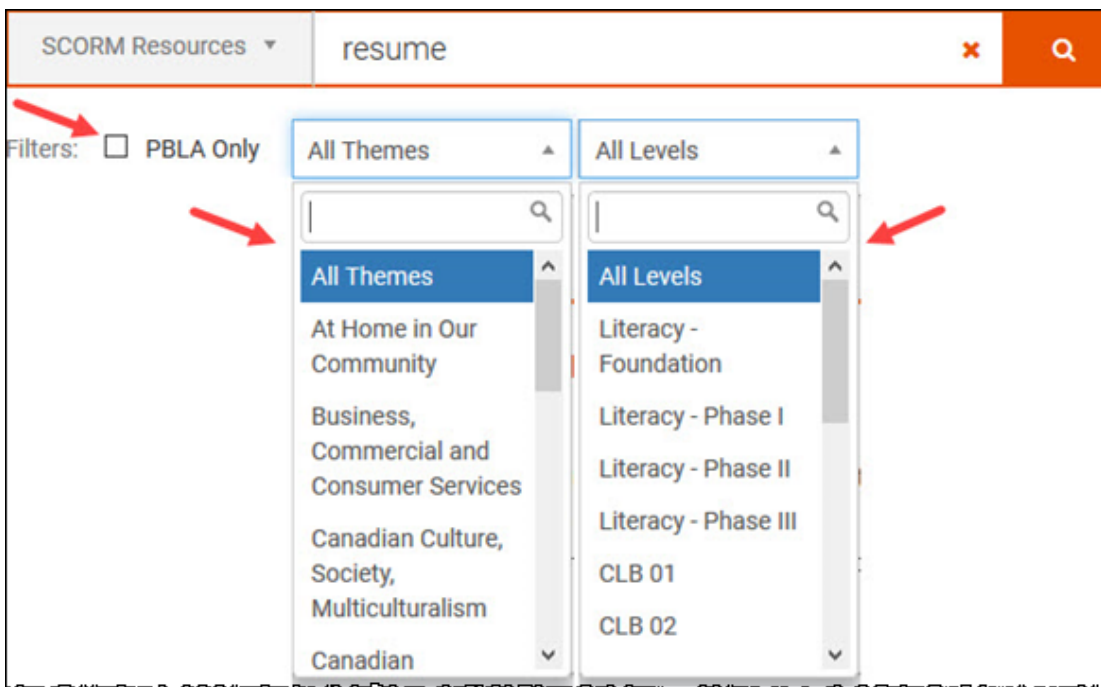 SCORM Resources resume
Filters: PBLA Only All Themes All Levels
All Themes
At Home in Our
Community
Business,
Commercial and
Consumer Services
Canadian Culture,
Society,
Multiculturalism
Canadian
All Levels
Literacy -
Foundation
Literacy - Phase I
Literacy - Phase II
Literacy - Phase III
CLB 01
CLB 02